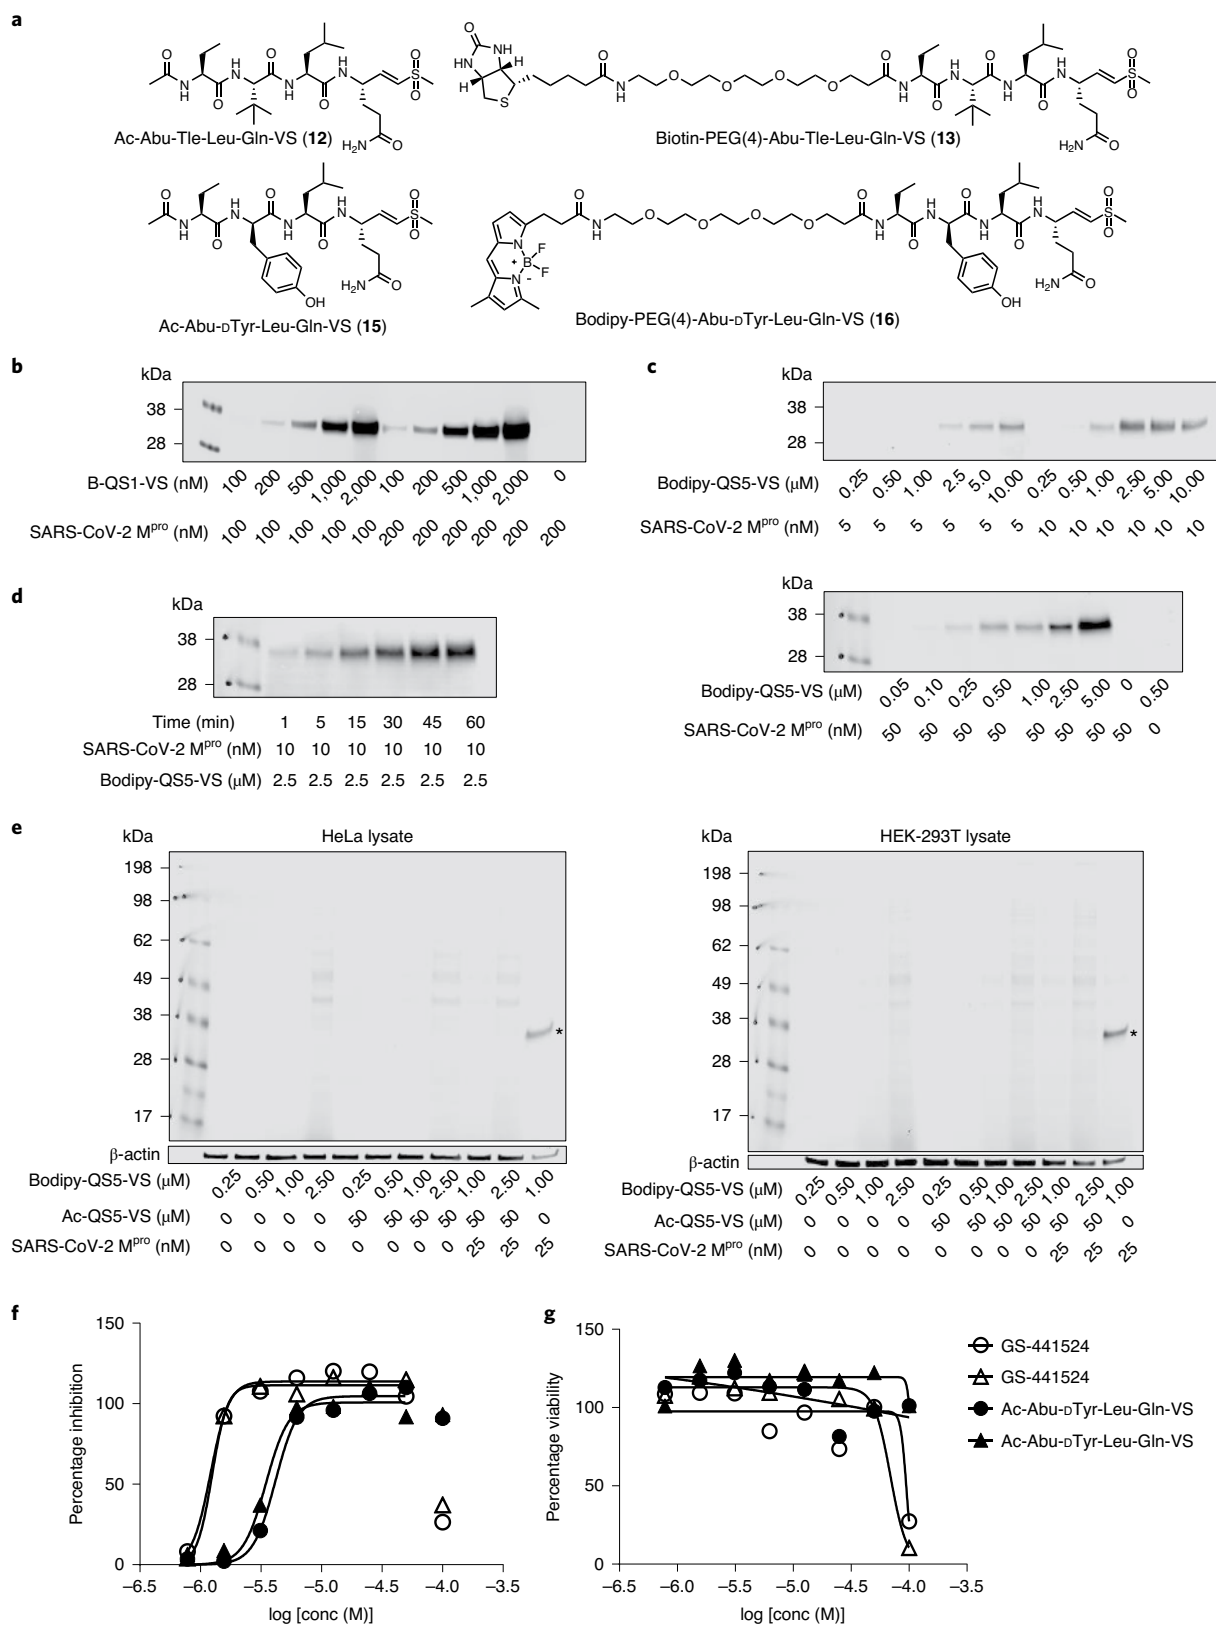 a
O
O
NH
HN
H
H
S
O
N
H
O
O
O
O
O
Ac-Abu-Tle-Leu-Gln-VS (12)
H₂N
O
Biotin-PEG(4)-Abu-Tle-Leu-Gln-VS (13)
H₂N
O
OH
H₂N
O
Ac-Abu-DTyr-Leu-Gln-VS (15)
N
B
F
F
N
+
-
OH
H₂N
O
Bodipy-PEG(4)-Abu-DTyr-Leu-Gln-VS (16)
b
kDa
38
28
B-QS1-VS (nM) 100 200 500 1,000 2,000 100 200 500 1,000 2,000 0
SARS-CoV-2 Mpro (nM) 100 100 100 100 100 200 200 200 200 200 200
c
kDa
38
28
Bodipy-QS5-VS (μM) 0.25 0.50 1.00 2.5 5.0 10.00 0.25 0.50 1.00 2.50 5.00 10.00
SARS-CoV-2 Mpro (nM) 5 5 5 5 5 5 10 10 10 10 10 10
kDa
38
28
Bodipy-QS5-VS (μM) 0.05 0.10 0.25 0.50 1.00 2.50 5.00 0 0.50
SARS-CoV-2 Mpro (nM) 50 50 50 50 50 50 50 50 0
d
kDa
38
28
Time (min) 1 5 15 30 45 60
SARS-CoV-2 Mpro (nM) 10 10 10 10 10 10
Bodipy-QS5-VS (μM) 2.5 2.5 2.5 2.5 2.5 2.5
e
kDa HeLa lysate
198
98
62
49
38
*
28
17
β-actin
Bodipy-QS5-VS (μM) 0.25 0.50 1.00 2.50 0.25 0.50 1.00 2.50 1.00 2.50 1.00
Ac-QS5-VS (μM) 0 0 0 0 50 50 50 50 50 50 0
SARS-CoV-2 Mpro (nM) 0 0 0 0 0 0 0 0 25 25 25
kDa HEK-293T lysate
198
98
62
49
38
*
28
17
β-actin
Bodipy-QS5-VS (μM) 0.25 0.50 1.00 2.50 0.25 0.50 1.00 2.50 1.00 2.50 1.00
Ac-QS5-VS (μM) 0 0 0 0 50 50 50 50 50 50 0
SARS-CoV-2 Mpro (nM) 0 0 0 0 0 0 0 0 25 25 25
f
150
100
50
0
Percentage inhibition
–6.5 –6.0 –5.5 –5.0 –4.5 –4.0 –3.5
log [conc (M)]
g
150
100
50
0
Percentage viability
–6.5 –6.0 –5.5 –5.0 –4.5 –4.0 –3.5
log [conc (M)]
GS-441524
GS-441524
Ac-Abu-DTyr-Leu-Gln-VS
Ac-Abu-DTyr-Leu-Gln-VS